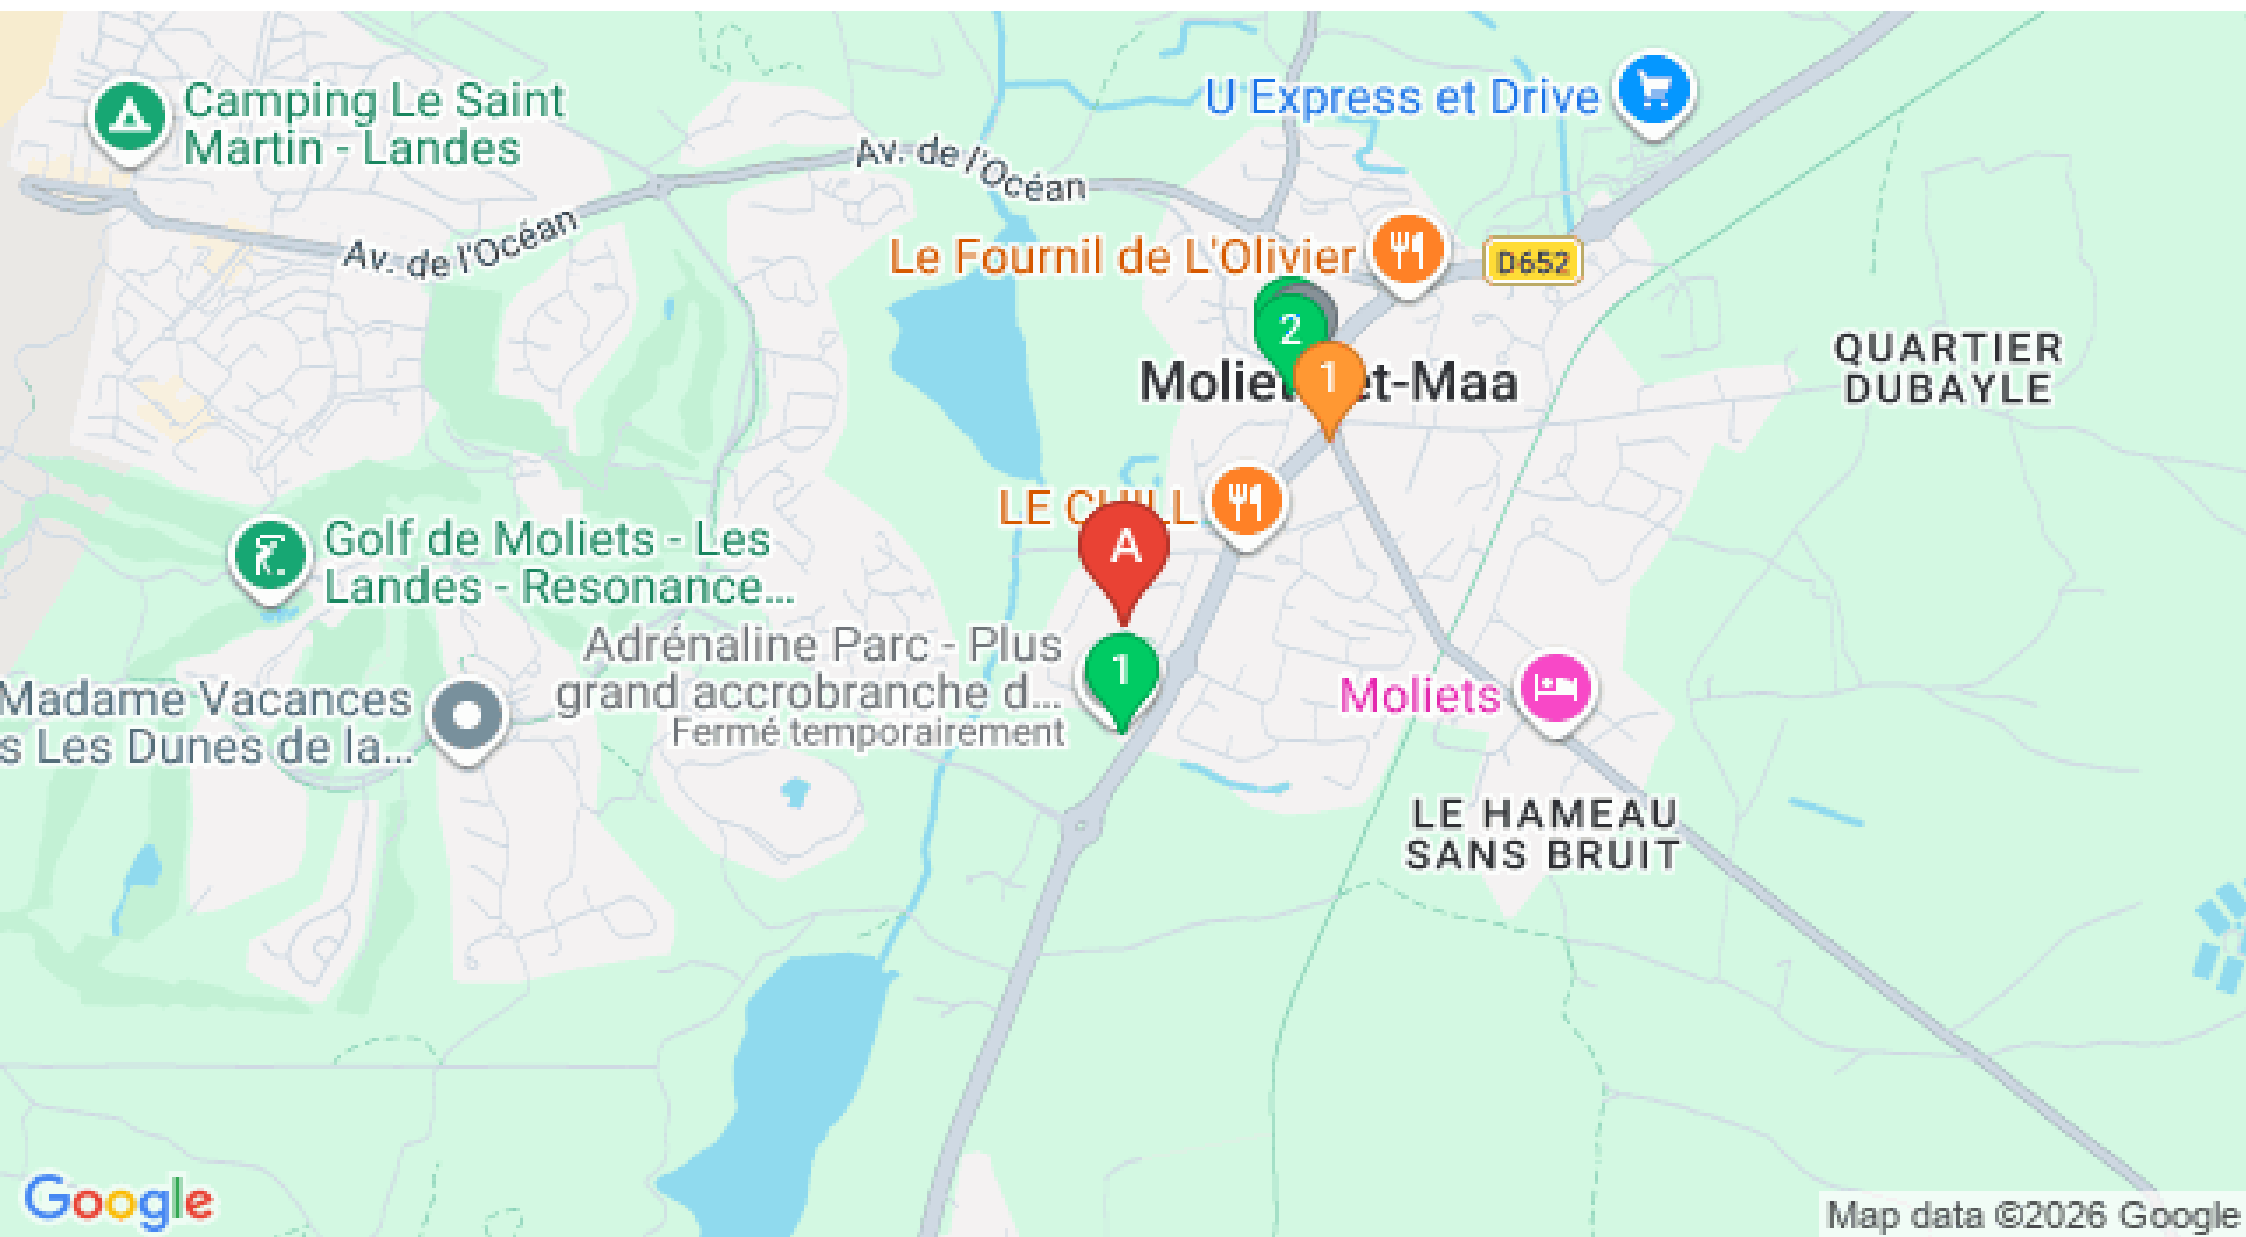 Camping Le Saint
Martin - Landes
U Express et Drive
Av. de l'Océan
Av. de l'Océan
Le Fournil de L'Olivier
D652
2
1
QUARTIER
DUBAYLE
LE
A
Golf de Moliets - Les
Landes - Resonance...
Adrénaline Parc - Plus
grand accrobranche d...
Fermé temporairement
1
Moliets
Madame Vacances
s Les Dunes de la...
LE HAMEAU
SANS BRUIT
Google
Map data ©2026 Google